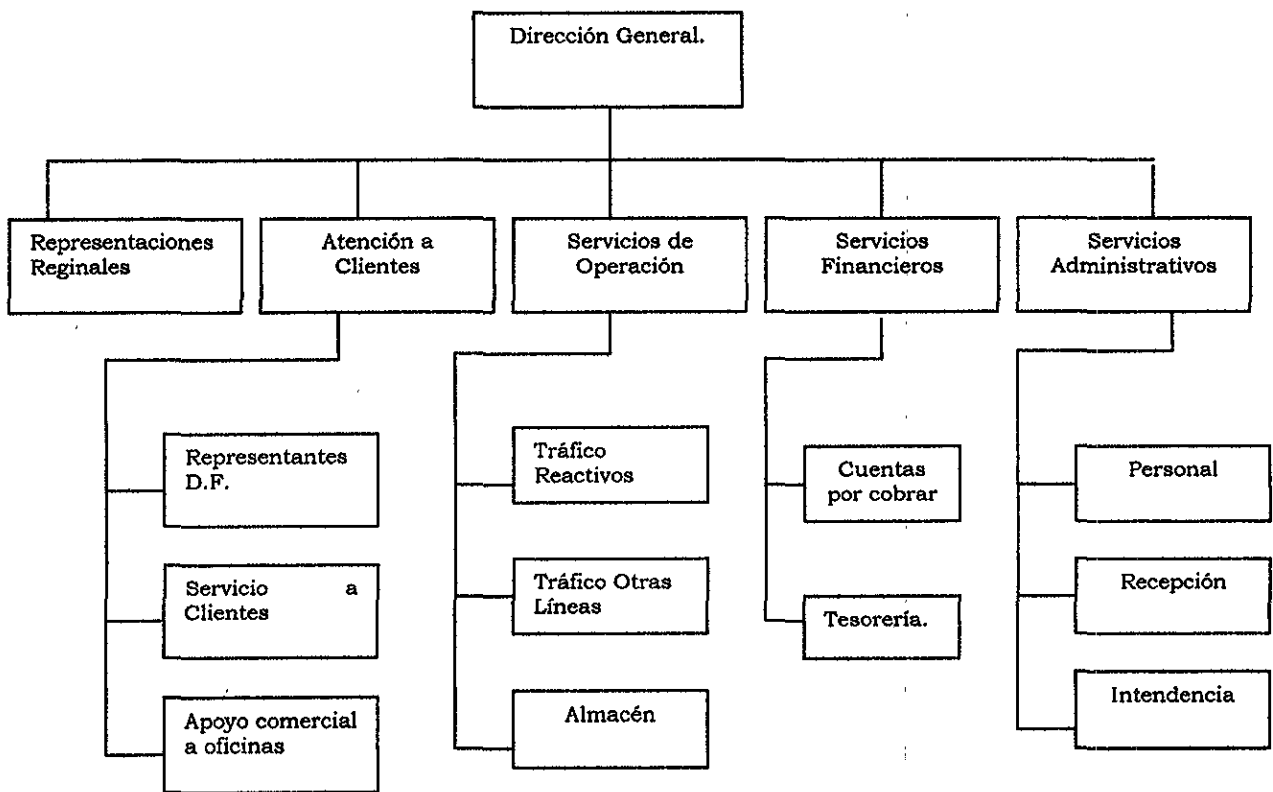 Dirección General.
Representaciones
Reginales
Atención a
Clientes
Servicios de
Operación
Servicios
Financieros
Servicios
Administrativos
Representantes
D.F.
Servicio a
Clientes
Apoyo comercial
a oficinas
Tráfico
Reactivos
Tráfico Otras
Líneas
Almacén
Cuentas
por cobrar
Tesorería.
Personal
Recepción
Intendencia